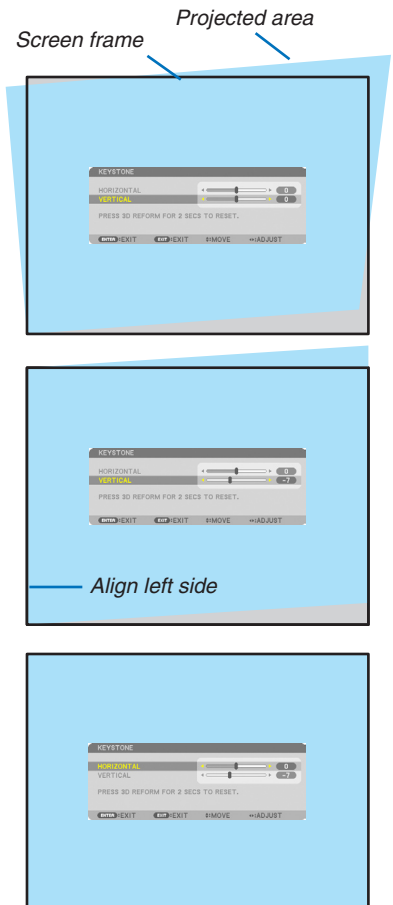 Projected area
Screen frame
KEYSTONE
HORIZONTAL 0
VERTICAL 0
PRESS 3D REFORM FOR 2 SECS TO RESET.
ENTER :EXIT EXIT :EXIT ↕:MOVE ↔:ADJUST
KEYSTONE
HORIZONTAL 0
VERTICAL -7
PRESS 3D REFORM FOR 2 SECS TO RESET.
ENTER :EXIT EXIT :EXIT ↕:MOVE ↔:ADJUST
Align left side
KEYSTONE
HORIZONTAL 0
VERTICAL -7
PRESS 3D REFORM FOR 2 SECS TO RESET.
ENTER :EXIT EXIT :EXIT ↕:MOVE ↔:ADJUST